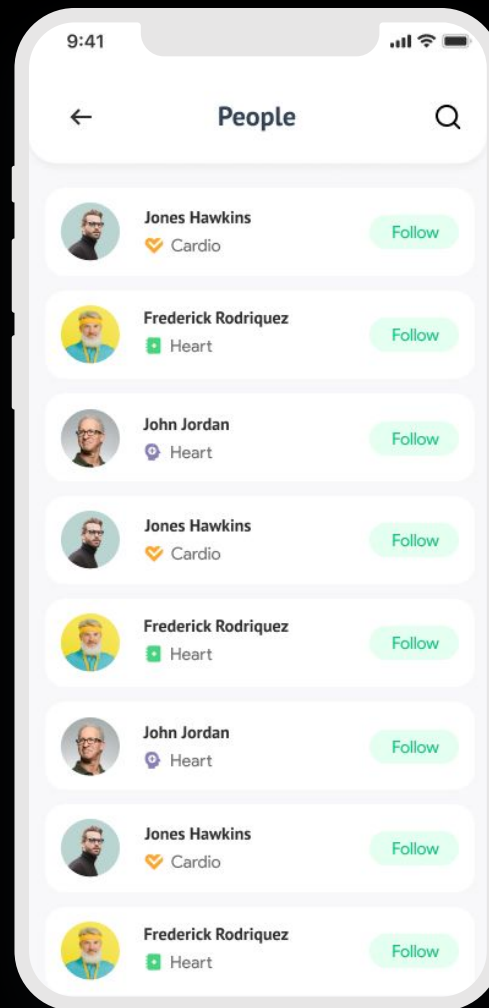 9:41
People
Jones Hawkins
Cardio
Follow
Frederick Rodriquez
Heart
Follow
John Jordan
Heart
Follow
Jones Hawkins
Cardio
Follow
Frederick Rodriquez
Heart
Follow
John Jordan
Heart
Follow
Jones Hawkins
Cardio
Follow
Frederick Rodriquez
Heart
Follow